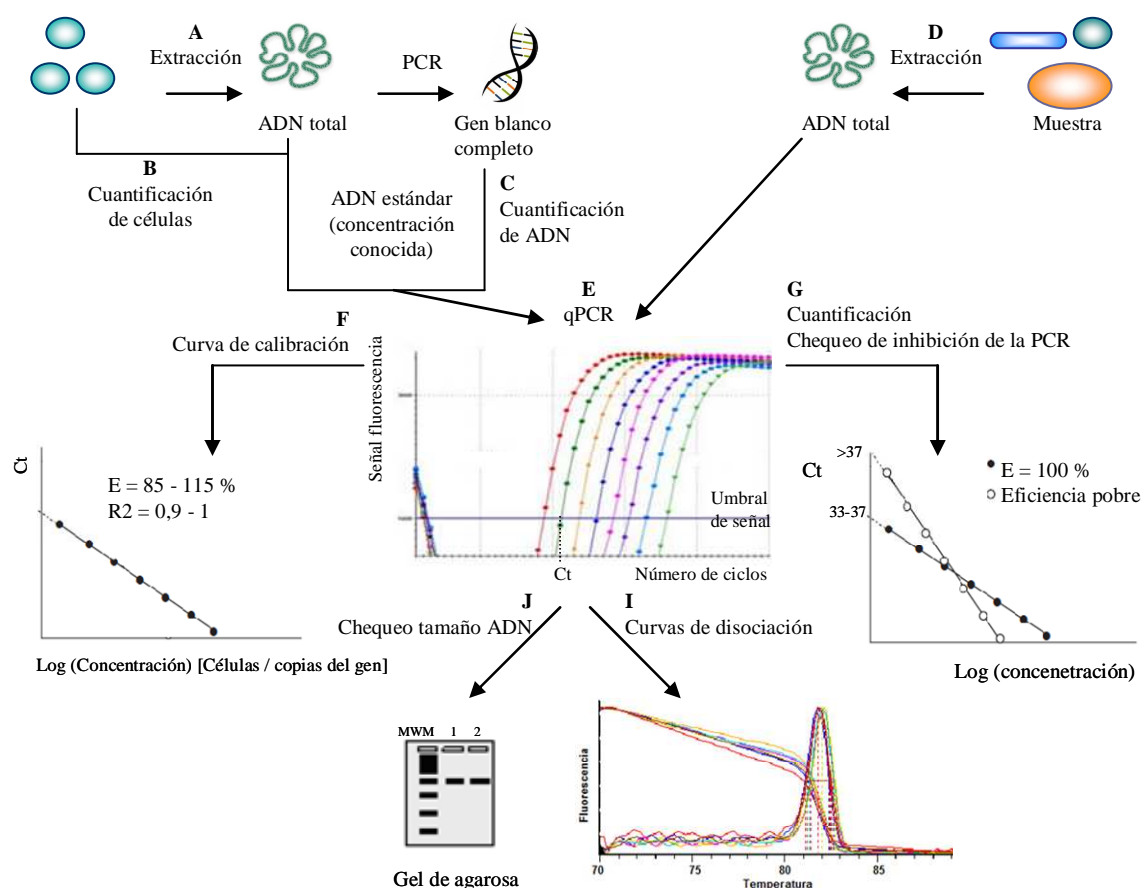 A
Extracción
ADN total
PCR
Gen blanco
completo
D
Extracción
ADN total
Muestra
B
Cuantificación
de células
ADN estándar
(concentración
conocida)
C
Cuantificación
de ADN
E
qPCR
F
Curva de calibración
G
Cuantificación
Chequeo de inhibición de la PCR
Señal fluorescencia
Umbral
de señal
Ct
Número de ciclos
Ct
E = 85 - 115 %
R2 = 0,9 - 1
Log (Concentración) [Células / copias del gen]
>37
Ct
33-37
E = 100 %
Eficiencia pobre
Log (concenetración)
J
Chequeo tamaño ADN
I
Curvas de disociación
MWM 1 2
Gel de agarosa
Fluorescencia
70 75 80 85
Temperatura